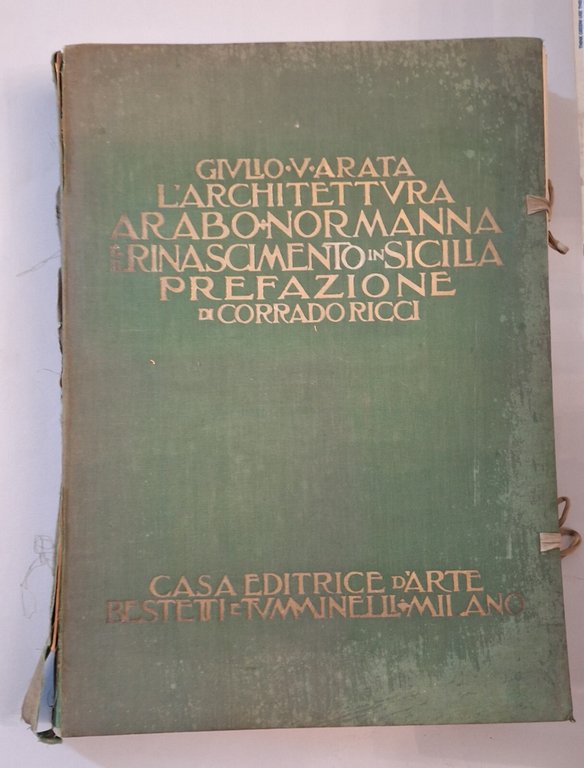 GIVLIO·V·ARATA
L'ARCHITETTVRA
ARABO·NORMANNA
E RINASCIMENTO IN SICILIA
PREFAZIONE
DI CORRADO RICCI
CASA EDITRICE D'ARTE
BESTETTI E TVMMINELLI·MILANO